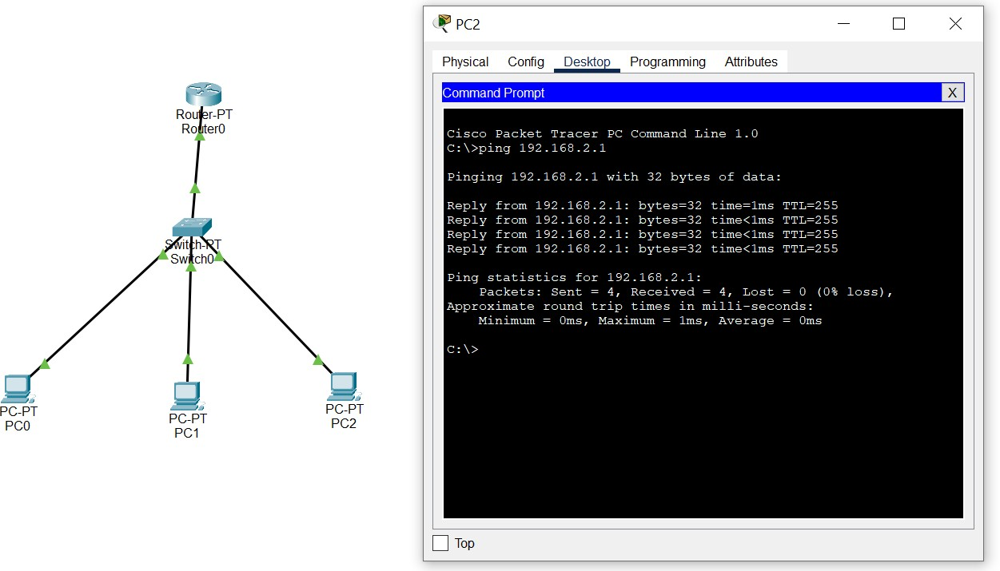 Router-PT
Router0
Switch-PT
Switch0
PC-PT
PC0
PC-PT
PC1
PC-PT
PC2
PC2
Physical Config Desktop Programming Attributes
Command Prompt X
Cisco Packet Tracer PC Command Line 1.0
C:\>ping 192.168.2.1
Pinging 192.168.2.1 with 32 bytes of data:
Reply from 192.168.2.1: bytes=32 time=1ms TTL=255
Reply from 192.168.2.1: bytes=32 time<1ms TTL=255
Reply from 192.168.2.1: bytes=32 time<1ms TTL=255
Reply from 192.168.2.1: bytes=32 time<1ms TTL=255
Ping statistics for 192.168.2.1:
    Packets: Sent = 4, Received = 4, Lost = 0 (0% loss),
Approximate round trip times in milli-seconds:
    Minimum = 0ms, Maximum = 1ms, Average = 0ms
C:\>
Top